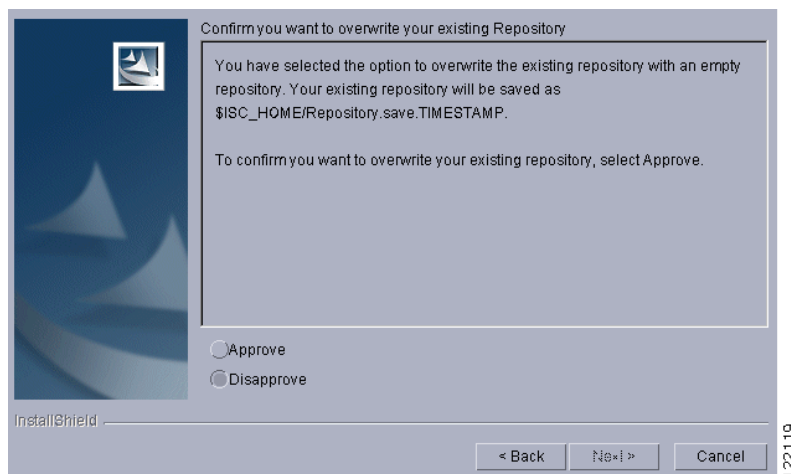 Confirm you want to overwrite your existing Repository
You have selected the option to overwrite the existing repository with an empty
repository. Your existing repository will be saved as
$ISC_HOME/Repository.save.TIMESTAMP.
To confirm you want to overwrite your existing repository, select Approve.
Approve
Disapprove
InstallShield
< Back
Next >
Cancel